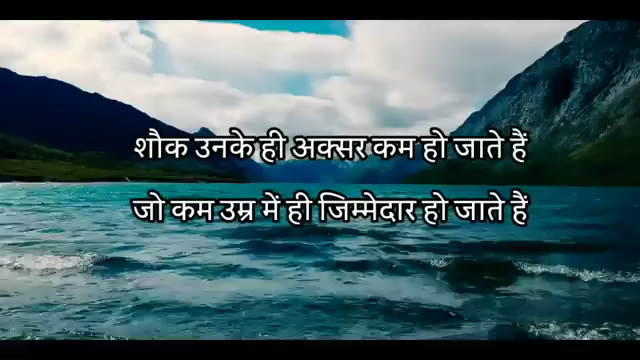 शौक उनके ही अक्सर कम हो जाते हैं
जो कम उम्र में ही जिम्मेदार हो जाते हैं